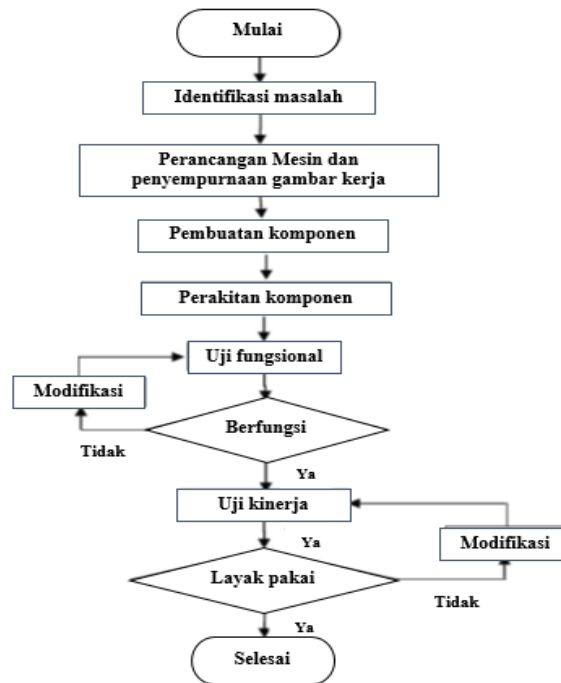 Mulai
Identifikasi masalah
Perancangan Mesin dan
penyempurnaan gambar kerja
Pembuatan komponen
Perakitan komponen
Uji fungsional
Modifikasi
Berfungsi
Tidak
Ya
Uji kinerja
Ya
Modifikasi
Layak pakai
Tidak
Ya
Selesai